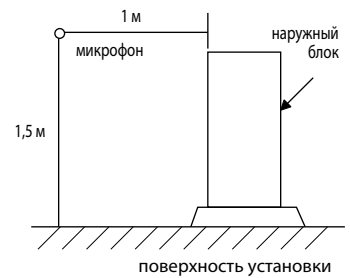 1 м
микрофон
наружный
блок
1,5 м
поверхность установки